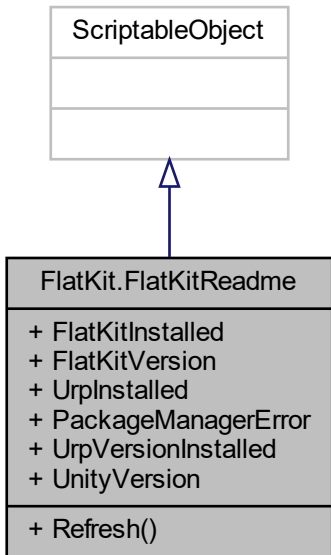 ScriptableObject
FlatKit.FlatKitReadme
+ FlatKitInstalled
+ FlatKitVersion
+ UrpInstalled
+ PackageManagerError
+ UrpVersionInstalled
+ UnityVersion
+ Refresh()